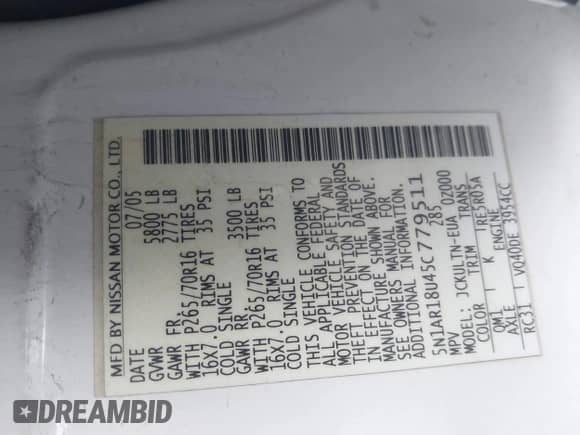 MFD BY NISSAN MOTOR CO., LTD.
DATE 07/05
GVWR 5800 LB
GAWR FR. 2775 LB
WITH P265/70R16 TIRES
16X7.0 RIMS AT 35 PSI
COLD SINGLE
GAWR RR. 3500 LB
WITH P265/70R16 TIRES
16X7.0 RIMS AT 35 PSI
COLD SINGLE
THIS VEHICLE CONFORMS TO
ALL APPLICABLE FEDERAL
MOTOR VEHICLE SAFETY AND
THEFT PREVENTION STANDARDS
IN EFFECT ON THE DATE OF
MANUFACTURE SHOWN ABOVE.
SEE OWNERS MANUAL FOR
ADDITIONAL INFORMATION.
5N1AR18U45C779511
MPV 285
MODEL: JCKULTM-EUA 02000
COLOR TRIM TRANS
QM1 K
AXLE ENGINE
RC31 VQ40DE 3954CC
DREAMBID